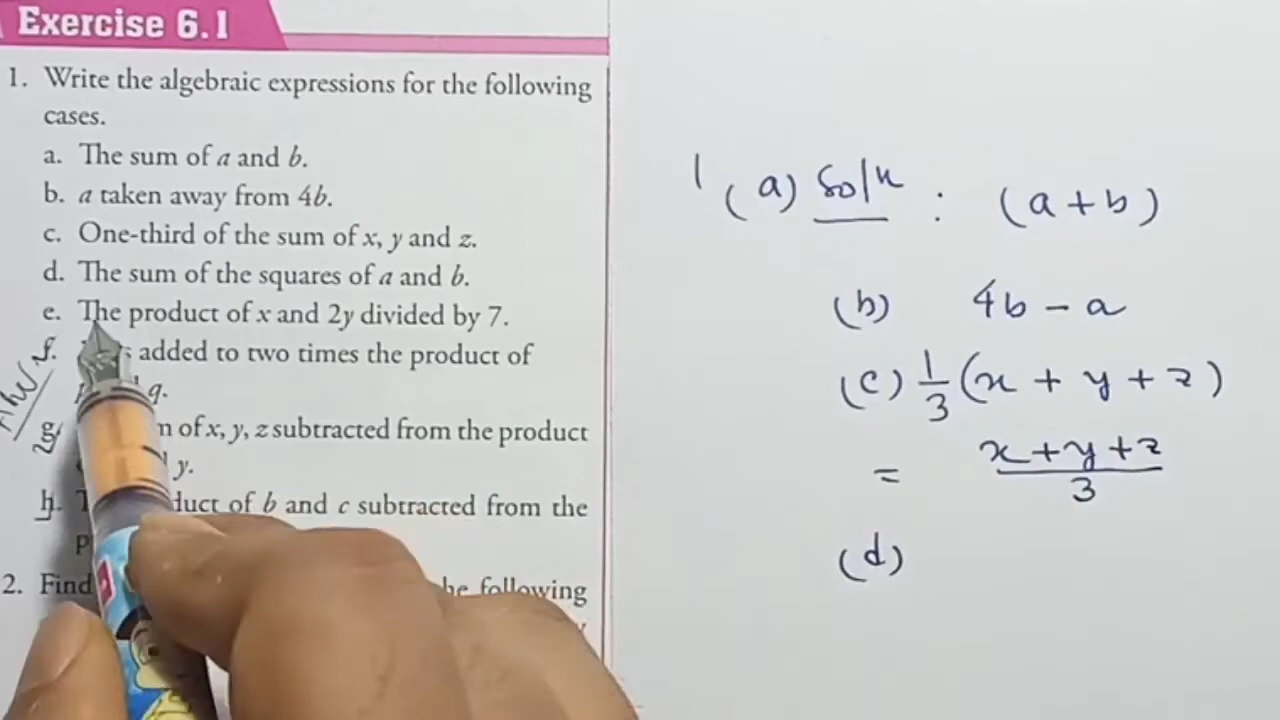 Exercise 6.1
1. Write the algebraic expressions for the following
cases.
a. The sum of a and b.
b. a taken away from 4b.
c. One-third of the sum of x, y and z.
d. The sum of the squares of a and b.
e. The product of x and 2y divided by 7.
f. added to two times the product of
q.
g. of x, y, z subtracted from the product
y.
h. of b and c subtracted from the
2. Find following
1 (a) Soln : (a + b)
(b) 4b - a
(c) 1/3 (x + y + z)
= x + y + z / 3
(d)